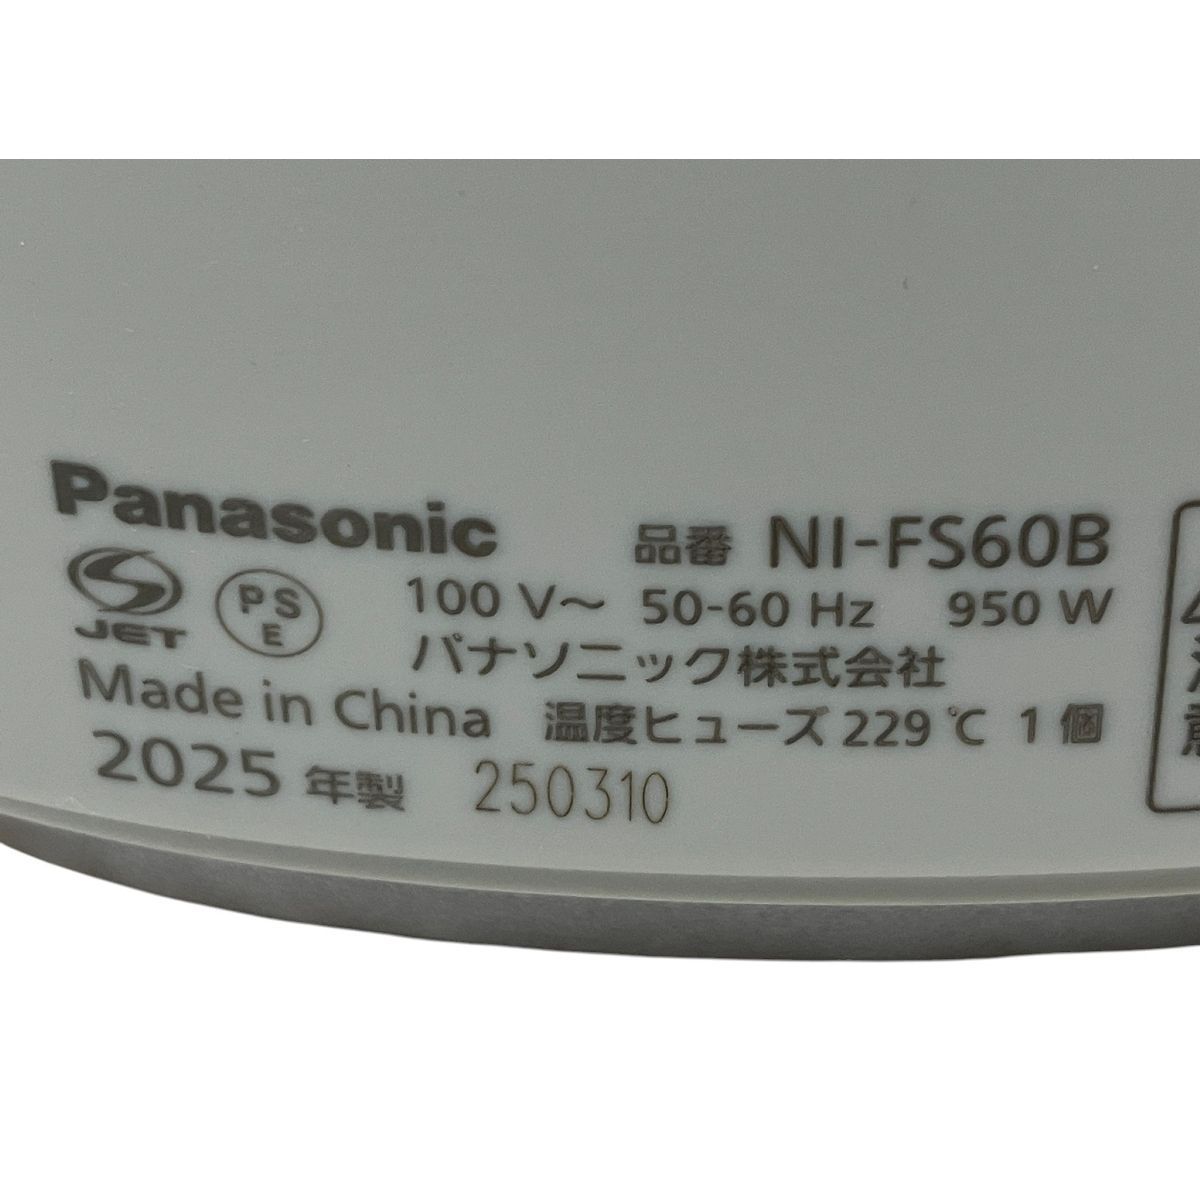 Panasonic 品番 NI-FS60B
JET PSE 100 V～ 50-60 Hz 950 W
パナソニック株式会社
Made in China 温度ヒューズ 229 ℃ 1 個
2025 年製 250310